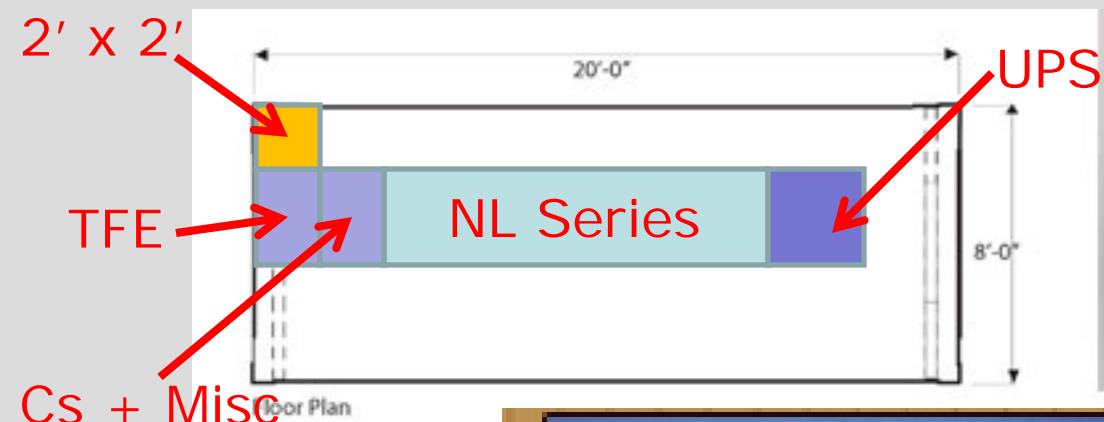 2' x 2'
20'-0"
UPS
TFE
NL Series
8'-0"
Cs + Misc
Floor Plan